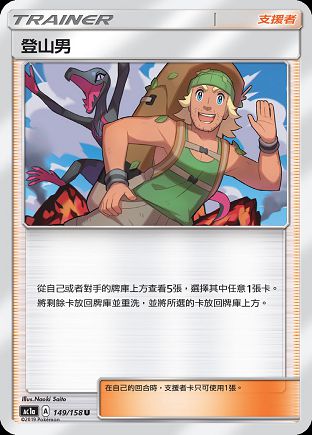 TRAINER
支援者
登山男
從自己或者對手的牌庫上方查看5張，選擇其中任意1張卡。
將剩餘卡放回牌庫並重洗，並將所選的卡放回牌庫上方。
Illus.Naoki Saito
在自己的回合時，支援者卡只可使用1張。
AC1a A 149/158 U
©2019 Pokémon